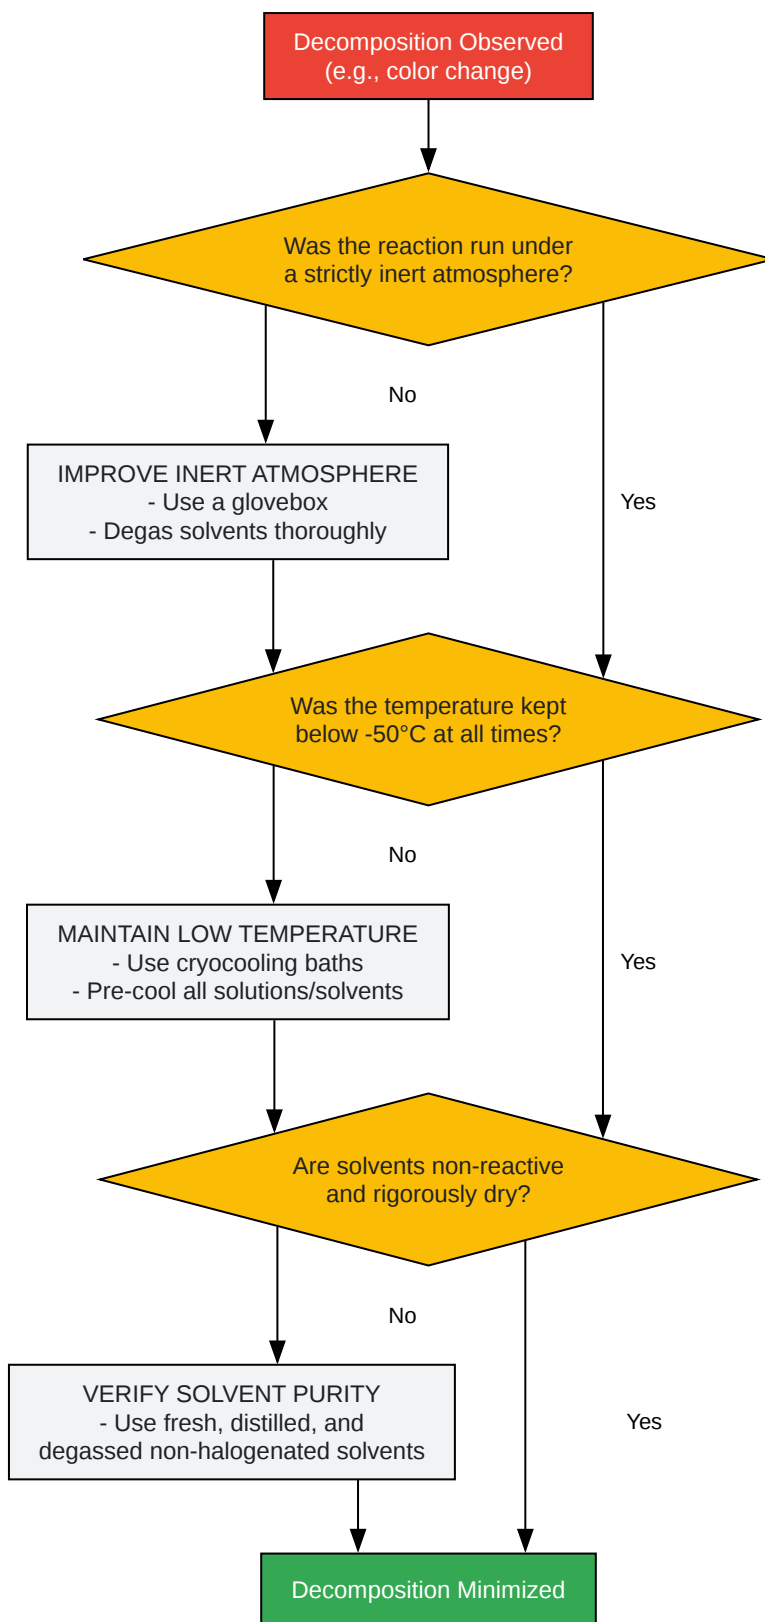 Decomposition Observed
(e.g., color change)
Was the reaction run under
a strictly inert atmosphere?
No
IMPROVE INERT ATMOSPHERE
- Use a glovebox
- Degas solvents thoroughly
Yes
Was the temperature kept
below -50°C at all times?
No
MAINTAIN LOW TEMPERATURE
- Use cryocooling baths
- Pre-cool all solutions/solvents
Yes
Are solvents non-reactive
and rigorously dry?
No
VERIFY SOLVENT PURITY
- Use fresh, distilled, and
degassed non-halogenated solvents
Yes
Decomposition Minimized